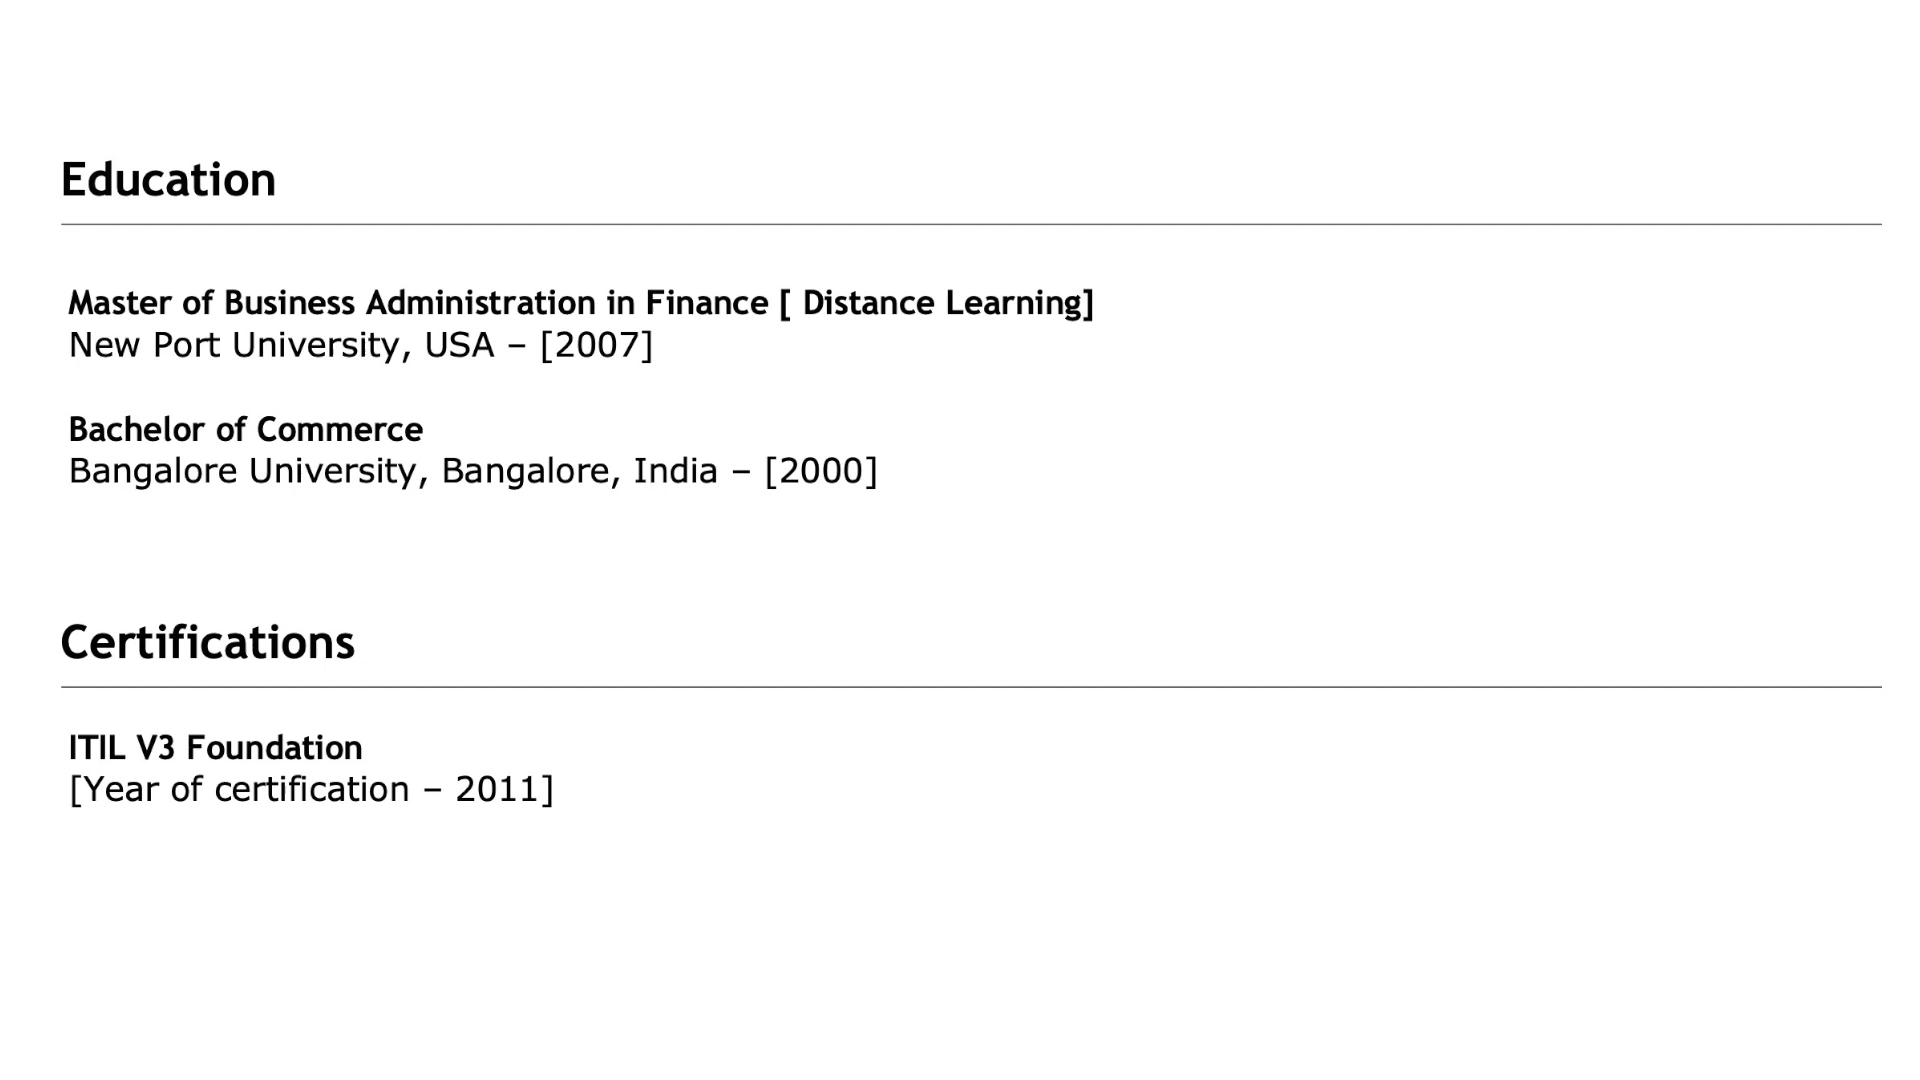 Education
Master of Business Administration in Finance [ Distance Learning]
New Port University, USA – [2007]
Bachelor of Commerce
Bangalore University, Bangalore, India – [2000]
Certifications
ITIL V3 Foundation
[Year of certification – 2011]